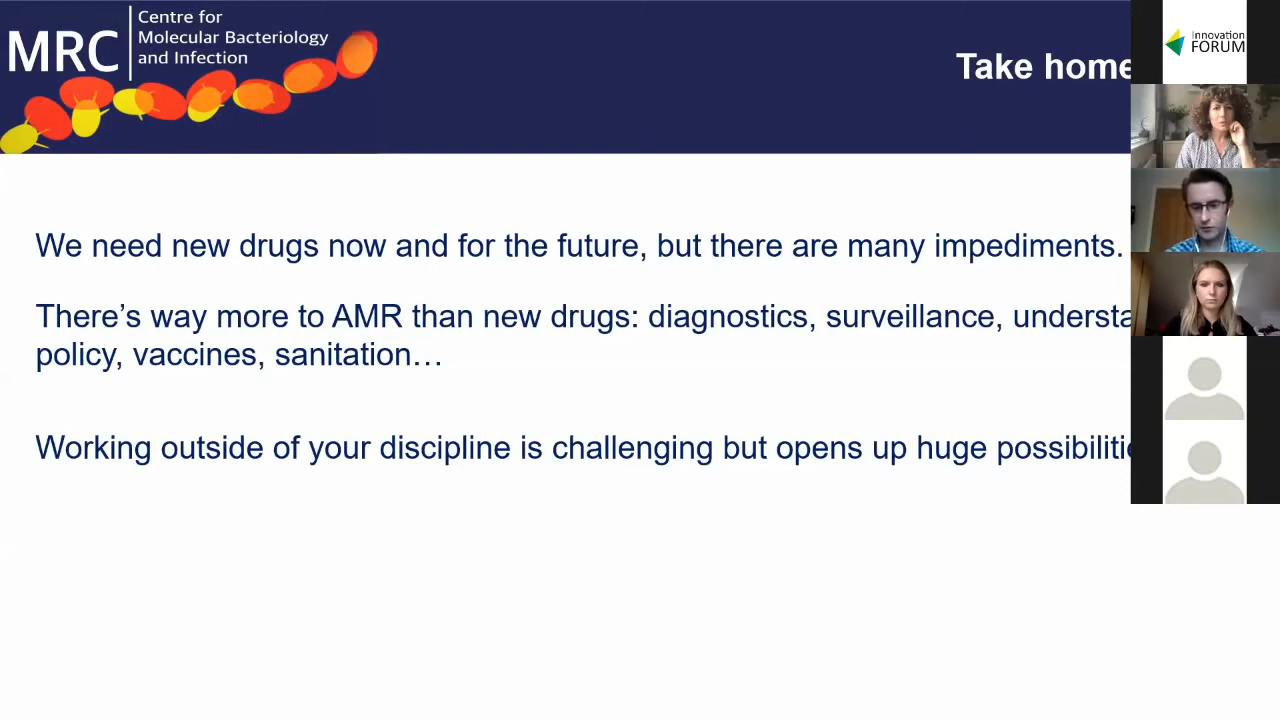 MRC
Centre for
Molecular Bacteriology
and Infection
Take home
We need new drugs now and for the future, but there are many impediments.
There’s way more to AMR than new drugs: diagnostics, surveillance, understa
policy, vaccines, sanitation…
Working outside of your discipline is challenging but opens up huge possibilitie
Innovation
FORUM